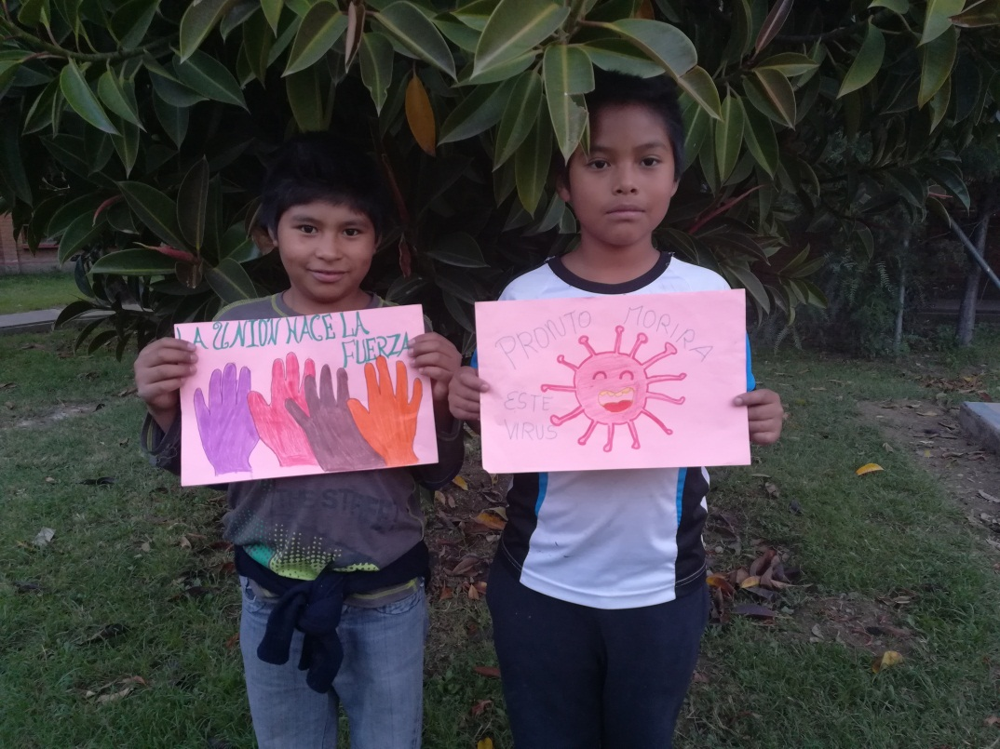 LA UNION HACE LA
FUERZA
PRONTO MORIRA
ESTE
VIRUS